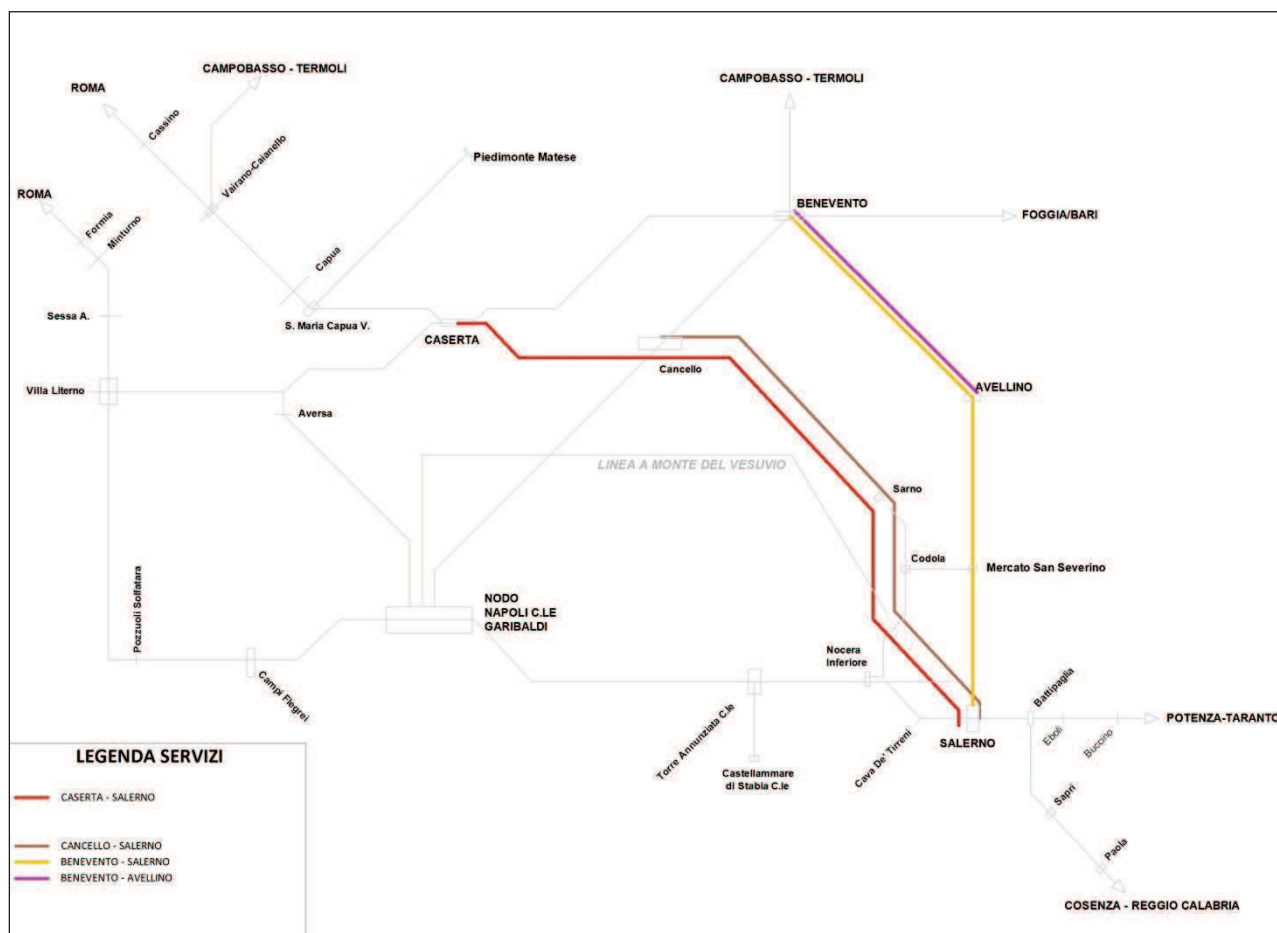 CAMPOBASSO - TERMOLI
CAMPOBASSO - TERMOLI
ROMA
Cassino
Vairano-Caianello
Piedimonte Matese
ROMA
Formia
Minturno
BENEVENTO
FOGGIA/BARI
Capua
Sessa A.
S. Maria Capua V.
CASERTA
Cancello
Villa Literno
AVELLINO
Aversa
LINEA A MONTE DEL VESUVIO
Sarno
Codola
Mercato San Severino
Pozzuoli Solfatara
NODO
NAPOLI C.LE
GARIBALDI
Nocera
Inferiore
Campi Flegrei
Battipaglia
Eboli
Buccino
POTENZA-TARANTO
Torre Annunziata C.le
Cava De' Tirreni
SALERNO
Castellammare
di Stabia C.le
Sapri
Paola
COSENZA - REGGIO CALABRIA
LEGENDA SERVIZI
CASERTA - SALERNO
CANCELLO - SALERNO
BENEVENTO - SALERNO
BENEVENTO - AVELLINO